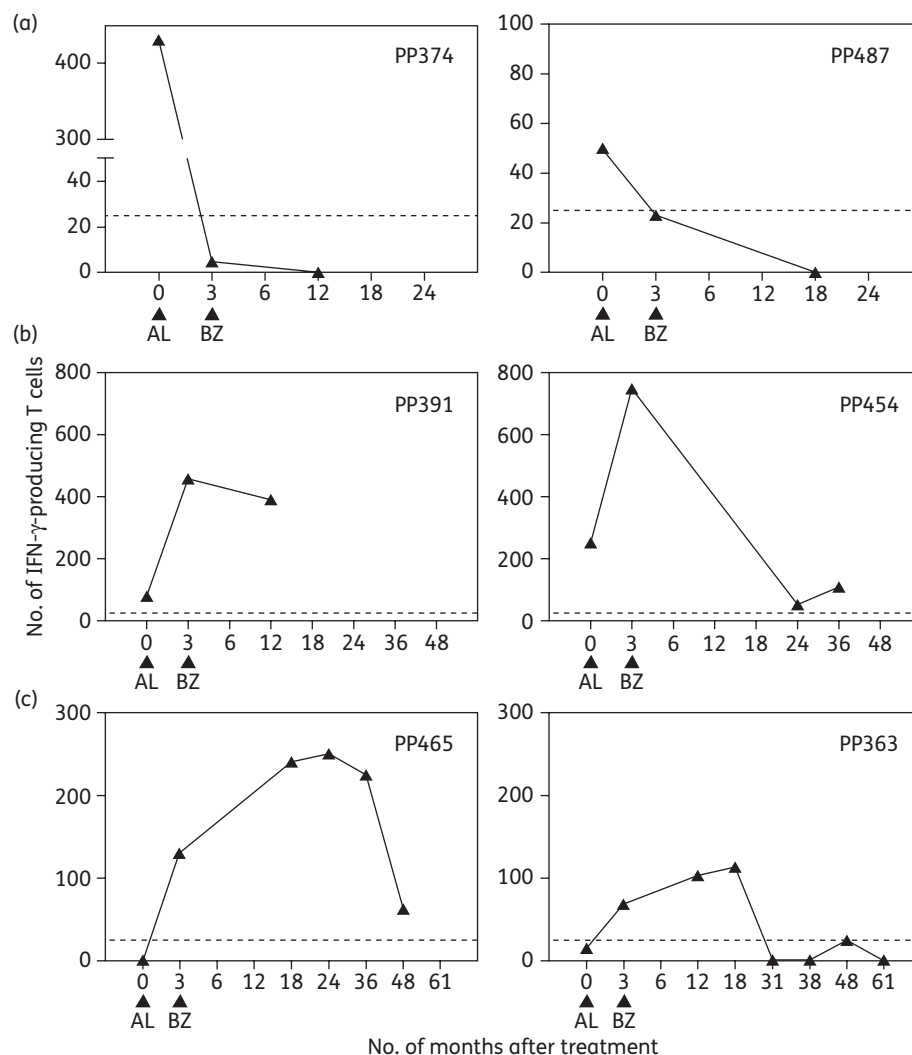 (a)
PP374
400
300
40
20
0
0 3 6 12 18 24
AL BZ
PP487
100
80
60
40
20
0
0 3 6 12 18 24
AL BZ
(b)
No. of IFN-γ-producing T cells
PP391
800
600
400
200
0
0 3 6 12 18 24 36 48
AL BZ
PP454
800
600
400
200
0
0 3 6 12 18 24 36 48
AL BZ
(c)
PP465
300
200
100
0
0 3 6 12 18 24 36 48 61
AL BZ
PP363
300
200
100
0
0 3 6 12 18 31 38 48 61
AL BZ
No. of months after treatment